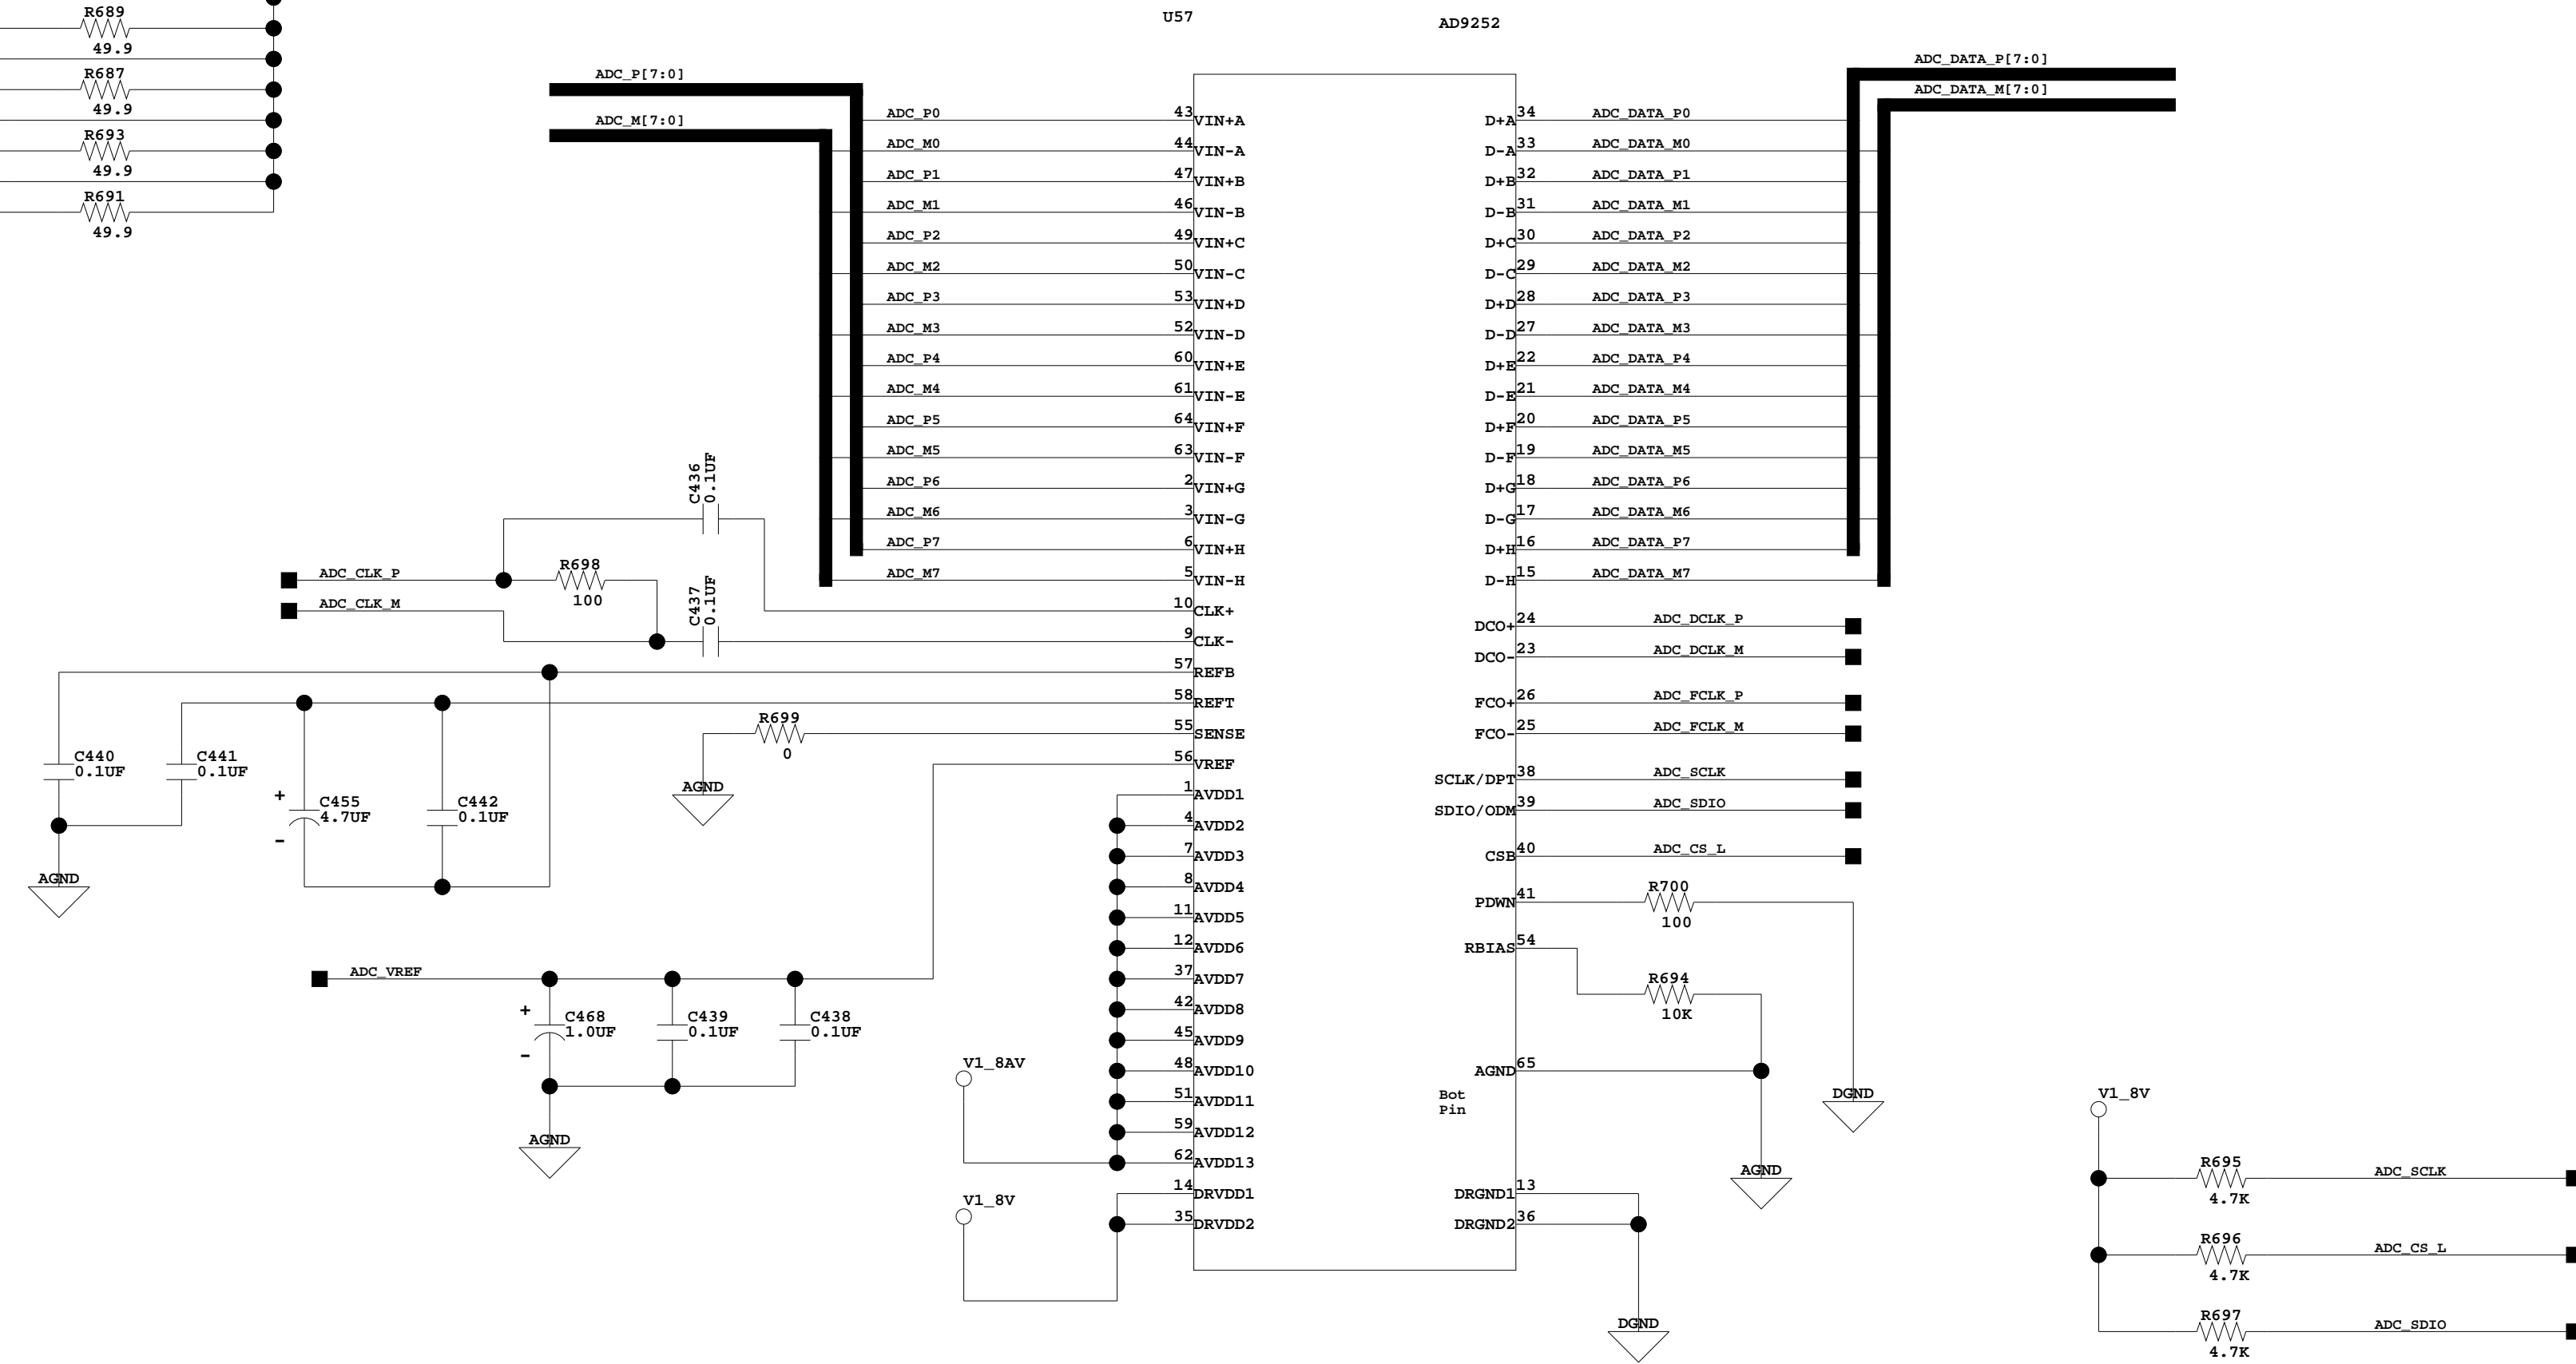 R689
49.9
R687
49.9
R693
49.9
R691
49.9
U57
AD9252
ADC_P[7:0]
ADC_M[7:0]
ADC_DATA_P[7:0]
ADC_DATA_M[7:0]
ADC_P0 43 VIN+A
ADC_M0 44 VIN-A
ADC_P1 47 VIN+B
ADC_M1 46 VIN-B
ADC_P2 49 VIN+C
ADC_M2 50 VIN-C
ADC_P3 53 VIN+D
ADC_M3 52 VIN-D
ADC_P4 60 VIN+E
ADC_M4 61 VIN-E
ADC_P5 64 VIN+F
ADC_M5 63 VIN-F
ADC_P6 2 VIN+G
ADC_M6 3 VIN-G
ADC_P7 6 VIN+H
ADC_M7 5 VIN-H
10 CLK+
9 CLK-
57 REFB
58 REFT
55 SENSE
56 VREF
1 AVDD1
4 AVDD2
7 AVDD3
8 AVDD4
11 AVDD5
12 AVDD6
37 AVDD7
42 AVDD8
45 AVDD9
48 AVDD10
51 AVDD11
59 AVDD12
62 AVDD13
14 DRVDD1
35 DRVDD2
D+A 34 ADC_DATA_P0
D-A 33 ADC_DATA_M0
D+B 32 ADC_DATA_P1
D-B 31 ADC_DATA_M1
D+C 30 ADC_DATA_P2
D-C 29 ADC_DATA_M2
D+D 28 ADC_DATA_P3
D-D 27 ADC_DATA_M3
D+E 22 ADC_DATA_P4
D-E 21 ADC_DATA_M4
D+F 20 ADC_DATA_P5
D-F 19 ADC_DATA_M5
D+G 18 ADC_DATA_P6
D-G 17 ADC_DATA_M6
D+H 16 ADC_DATA_P7
D-H 15 ADC_DATA_M7
DCO+ 24 ADC_DCLK_P
DCO- 23 ADC_DCLK_M
FCO+ 26 ADC_FCLK_P
FCO- 25 ADC_FCLK_M
SCLK/DPT 38 ADC_SCLK
SDIO/ODM 39 ADC_SDIO
CSB 40 ADC_CS_L
PDWN 41
R700
100
RBIAS 54
R694
10K
AGND 65
Bot
Pin
DGND
AGND
DRGND1 13
DRGND2 36
DGND
C436
0.1UF
ADC_CLK_P
R698
100
ADC_CLK_M
C437
0.1UF
C440
0.1UF
C441
0.1UF
+
C455
4.7UF
-
C442
0.1UF
AGND
R699
0
AGND
ADC_VREF
+
C468
1.0UF
-
C439
0.1UF
C438
0.1UF
AGND
V1_8AV
V1_8V
V1_8V
R695
4.7K
ADC_SCLK
R696
4.7K
ADC_CS_L
R697
4.7K
ADC_SDIO